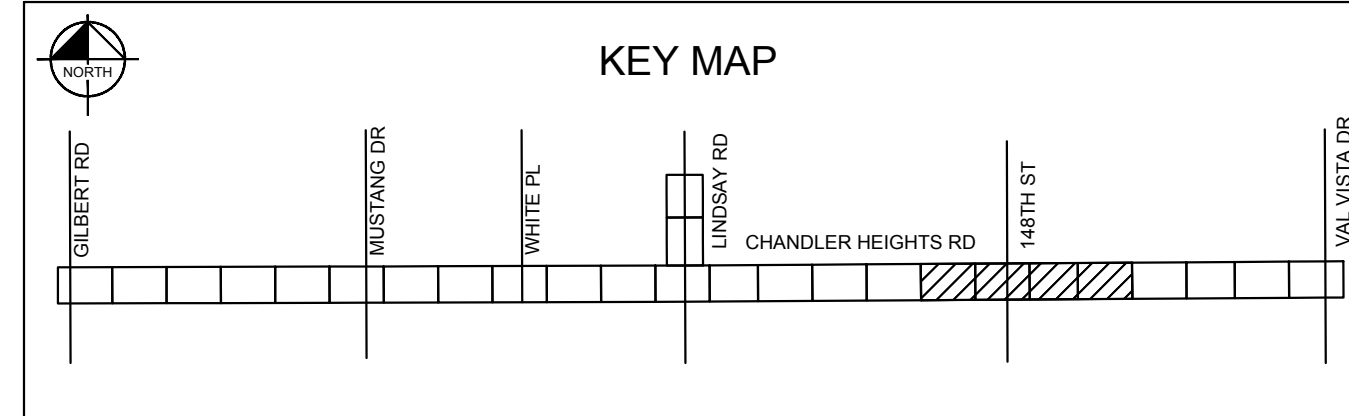 KEY MAP
NORTH
GILBERT RD
MUSTANG DR
WHITE PL
LINDSAY RD
148TH ST
VAL VISTA DR
CHANDLER HEIGHTS RD